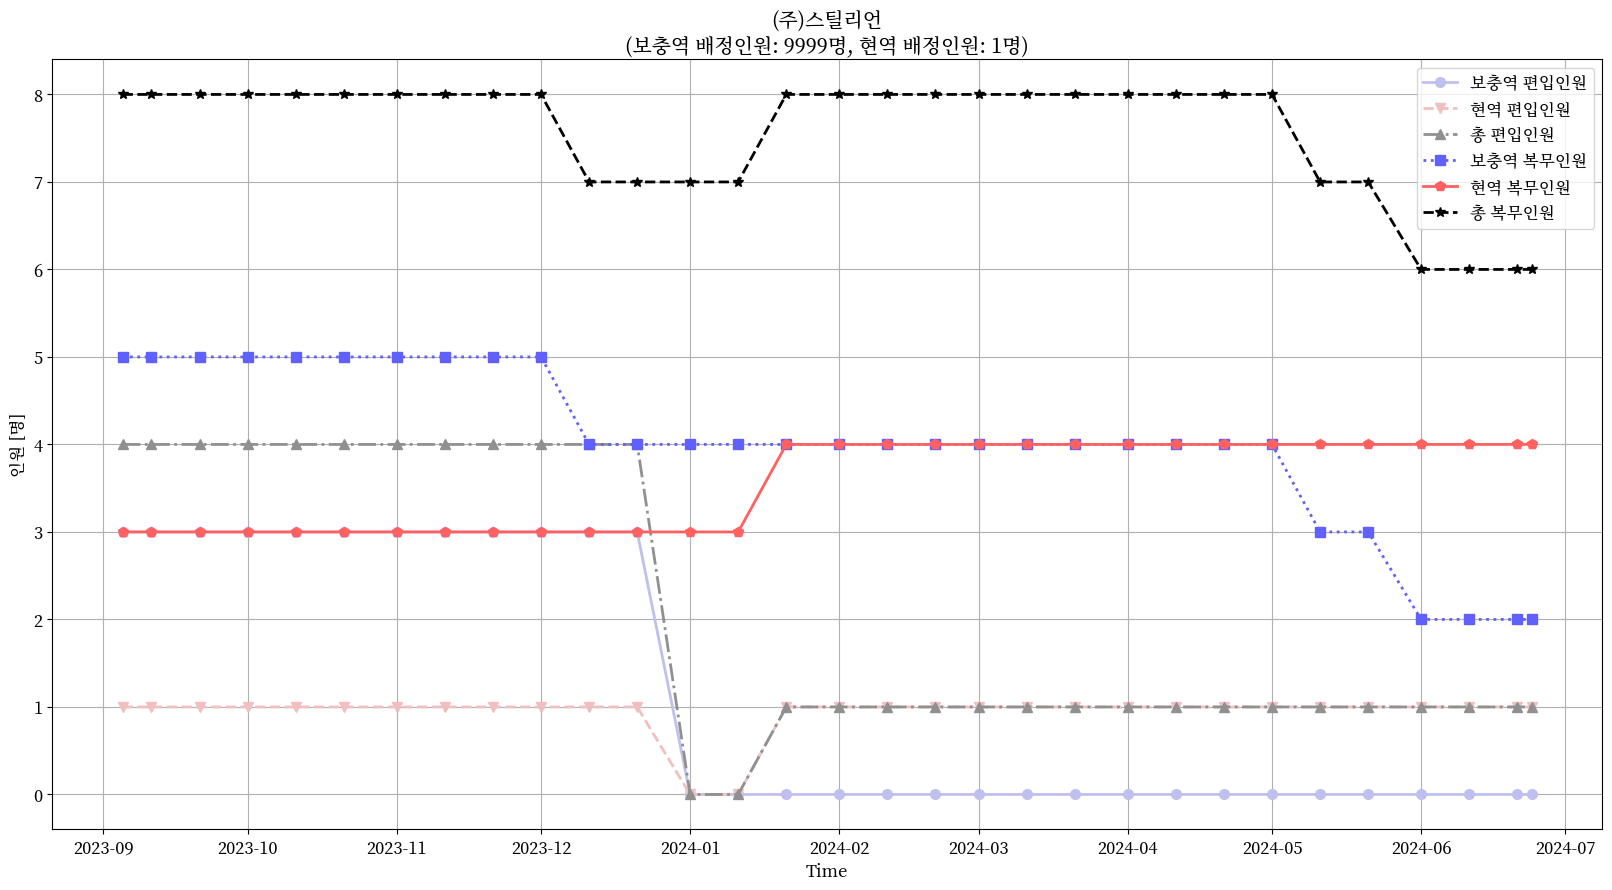 (주)스틸리언
(보충역 배정인원: 9999명, 현역 배정인원: 1명)
보충역 편입인원
현역 편입인원
총 편입인원
보충역 복무인원
현역 복무인원
총 복무인원
인원 [명]
8
7
6
5
4
3
2
1
0
2023-09
2023-10
2023-11
2023-12
2024-01
2024-02
2024-03
2024-04
2024-05
2024-06
2024-07
Time